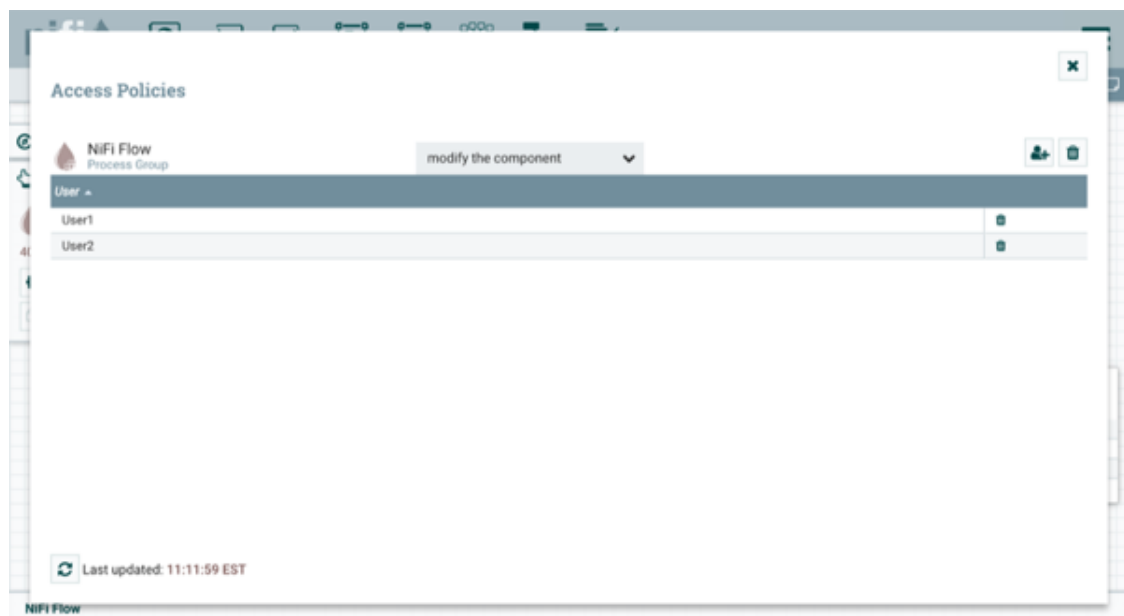 Access Policies
NiFi Flow
Process Group
modify the component
User
User1
User2
Last updated: 11:11:59 EST
NiFi Flow